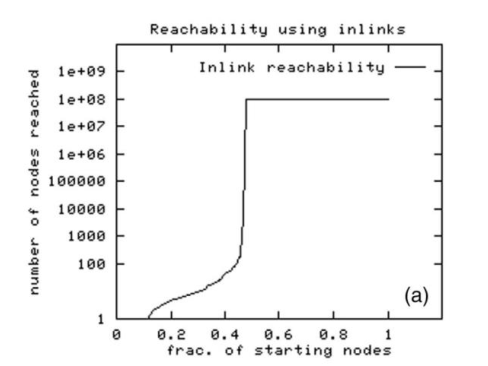 Reachability using inlinks
Inlink reachability
number of nodes reached
1e+09
1e+08
1e+07
1e+06
100000
10000
1000
100
1
(a)
0 0.2 0.4 0.6 0.8 1
frac. of starting nodes